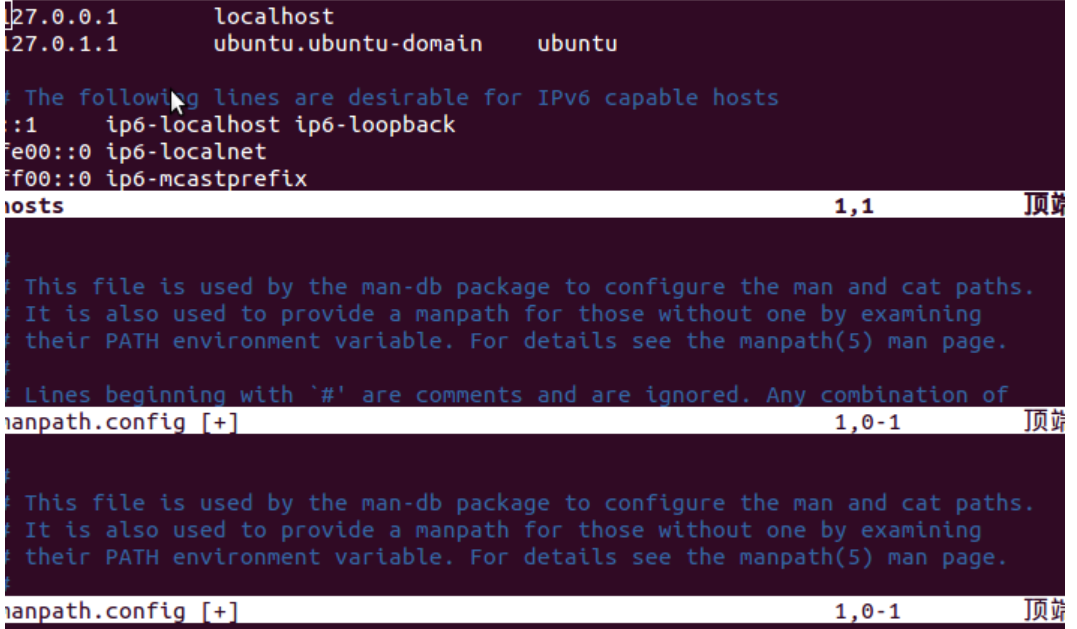 127.0.0.1 localhost
127.0.1.1 ubuntu.ubuntu-domain ubuntu
# The following lines are desirable for IPv6 capable hosts
::1 ip6-localhost ip6-loopback
fe00::0 ip6-localnet
ff00::0 ip6-mcastprefix
hosts 1,1 顶端
#
# This file is used by the man-db package to configure the man and cat paths.
# It is also used to provide a manpath for those without one by examining
# their PATH environment variable. For details see the manpath(5) man page.
#
# Lines beginning with `#' are comments and are ignored. Any combination of
manpath.config [+] 1,0-1 顶端
#
# This file is used by the man-db package to configure the man and cat paths.
# It is also used to provide a manpath for those without one by examining
# their PATH environment variable. For details see the manpath(5) man page.
#
manpath.config [+] 1,0-1 顶端